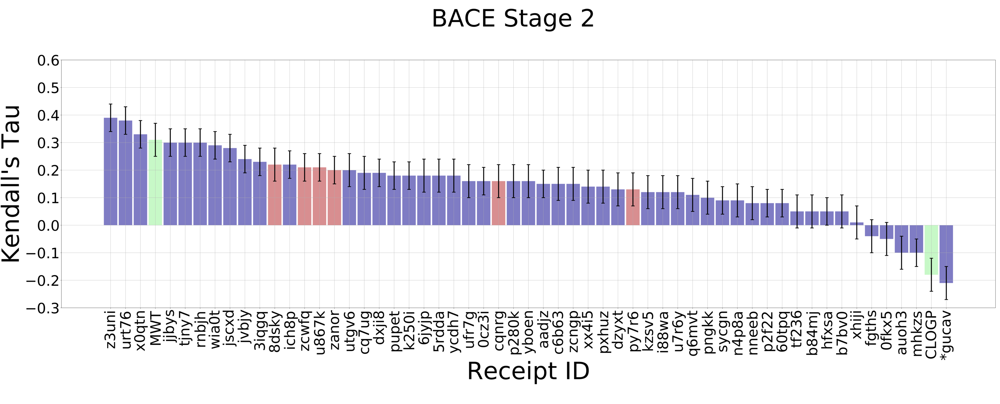 BACE Stage 2
Kendall's Tau
0.6
0.5
0.4
0.3
0.2
0.1
0.0
−0.1
−0.2
−0.3
z3uni
urt76
x0qtn
MWT
jjbys
tjny7
rnbjh
wia0t
jscxd
jvbjy
3iqgq
8dsky
ich8p
zcwfq
u867k
zanor
utgv6
cq7ug
dxji8
pupet
k250i
6jyjp
5rdda
ycdh7
ufr7g
0cz3i
cqnrg
p280k
yboen
aadjz
c6b63
zcngp
xx4i5
pxhuz
dzyxt
py7r6
kzsv5
i88wa
u7r6y
q6mvt
pngkk
sycgn
n4p8a
nneeb
p2f22
60tpq
tf236
b84mj
hfxsa
b7bv0
xhiji
fgths
0fkx5
auoh3
mhkzs
CLOGP
*gucav
Receipt ID